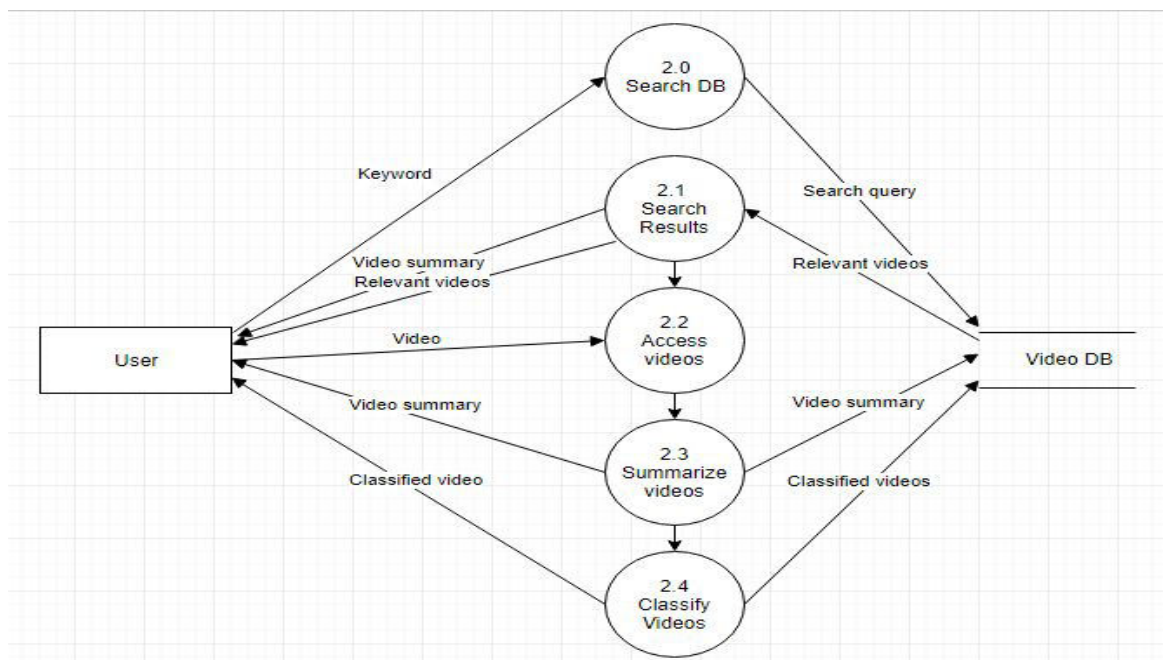 2.0
Search DB
Keyword
2.1
Search
Results
Search query
Video summary
Relevant videos
Relevant videos
2.2
Access
videos
Video
User
Video DB
Video summary
Video summary
2.3
Summarize
videos
Classified video
Classified videos
2.4
Classify
Videos